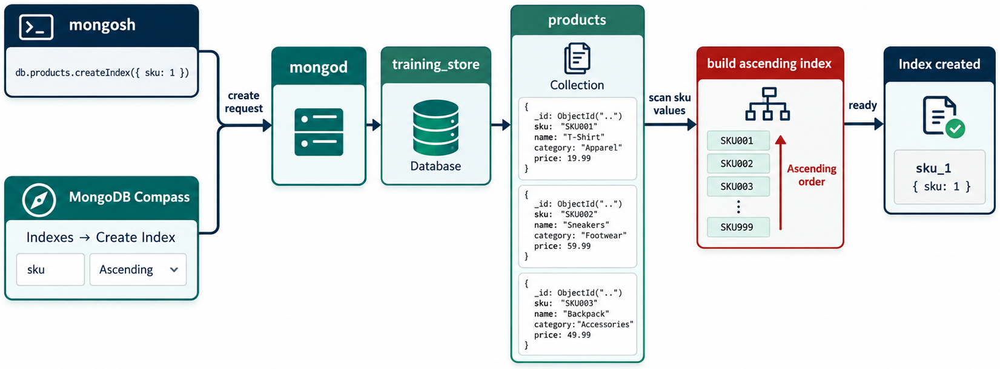 mongosh
db.products.createIndex({ sku: 1 })
MongoDB Compass
Indexes → Create Index
sku
Ascending
create
request
mongod
training_store
Database
products
Collection
{
_id: ObjectId("..")
sku: "SKU001"
name: "T-Shirt"
category: "Apparel"
price: 19.99
}
{
_id: ObjectId("..")
sku: "SKU002"
name: "Sneakers"
category: "Footwear"
price: 59.99
}
{
_id: ObjectId("..")
sku: "SKU003"
name: "Backpack"
category:"Accessories"
price: 49.99
}
scan sku
values
build ascending index
SKU001
SKU002
SKU003
⋮
SKU999
Ascending
order
ready
Index created
sku_1
{ sku: 1 }